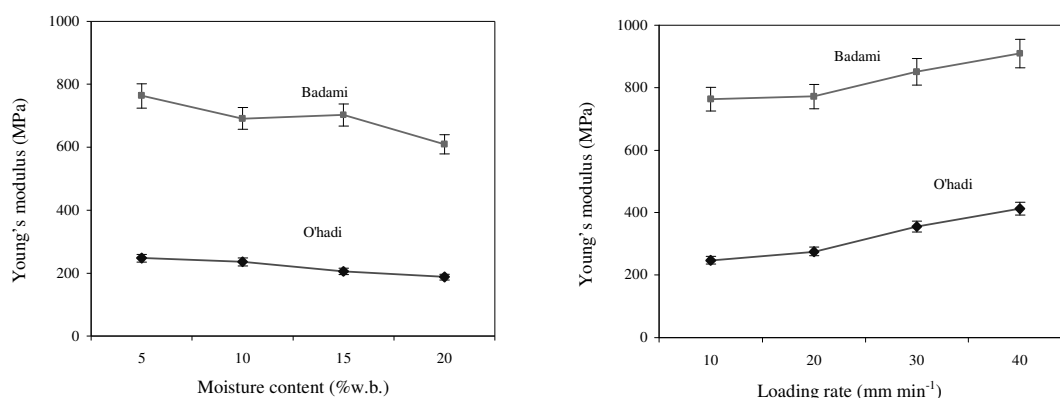 1000
800
600
400
200
0
Young's modulus (MPa)
Badami
O'hadi
5 10 15 20
Moisture content (%w.b.)
1000
800
600
400
200
0
Young's modulus (MPa)
Badami
O'hadi
10 20 30 40
Loading rate (mm min⁻¹)